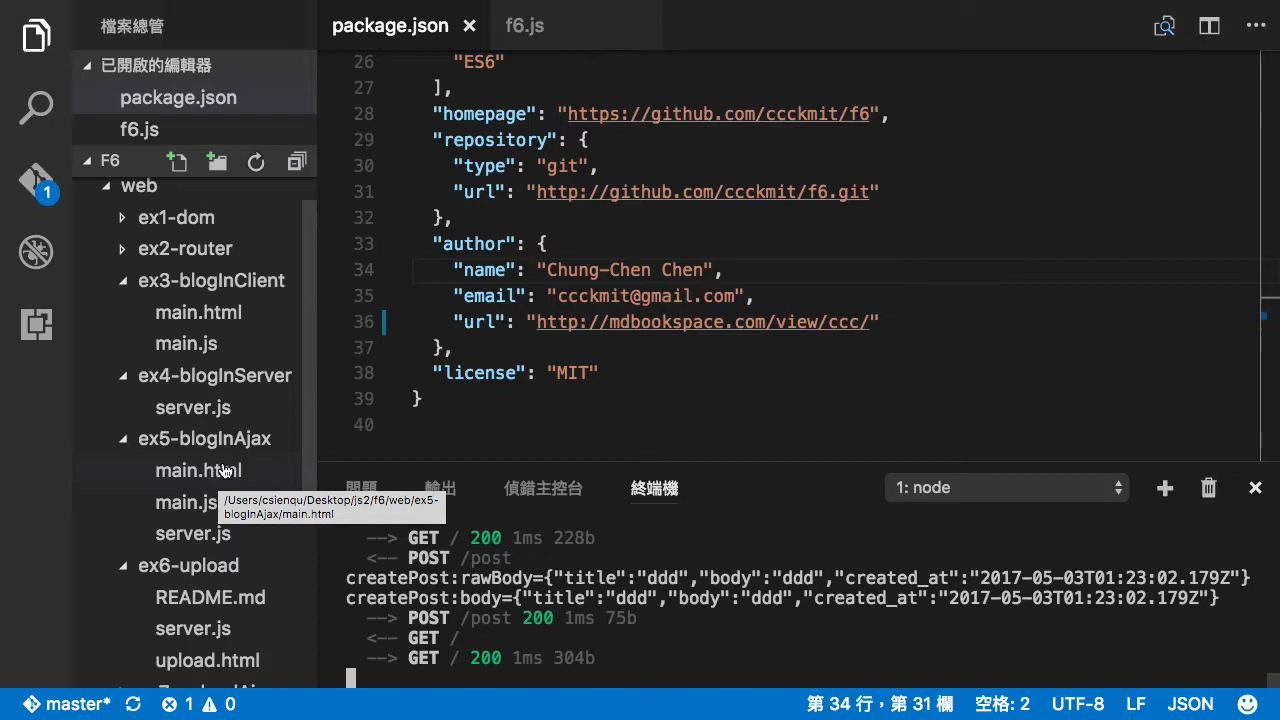 檔案總管
已開啟的編輯器
package.json
f6.js
F6
web
ex1-dom
ex2-router
ex3-blogInClient
main.html
main.js
ex4-blogInServer
server.js
ex5-blogInAjax
main.html
main.js
/Users/csienqu/Desktop/js2/f6/web/ex5-
blogInAjax/main.html
server.js
ex6-upload
README.md
server.js
upload.html
1
package.json
f6.js
26 "ES6"
27 ],
28 "homepage": "https://github.com/ccckmit/f6",
29 "repository": {
30 "type": "git",
31 "url": "http://github.com/ccckmit/f6.git"
32 },
33 "author": {
34 "name": "Chung-Chen Chen",
35 "email": "ccckmit@gmail.com",
36 "url": "http://mdbookspace.com/view/ccc/"
37 },
38 "license": "MIT"
39 }
40
問題 輸出 偵錯主控台 終端機 1: node
--> GET / 200 1ms 228b
<-- POST /post
createPost:rawBody={"title":"ddd","body":"ddd","created_at":"2017-05-03T01:23:02.179Z"}
createPost:body={"title":"ddd","body":"ddd","created_at":"2017-05-03T01:23:02.179Z"}
--> POST /post 200 1ms 75b
<-- GET /
--> GET / 200 1ms 304b
master* 1 0 第 34 行，第 31 欄 空格: 2 UTF-8 LF JSON